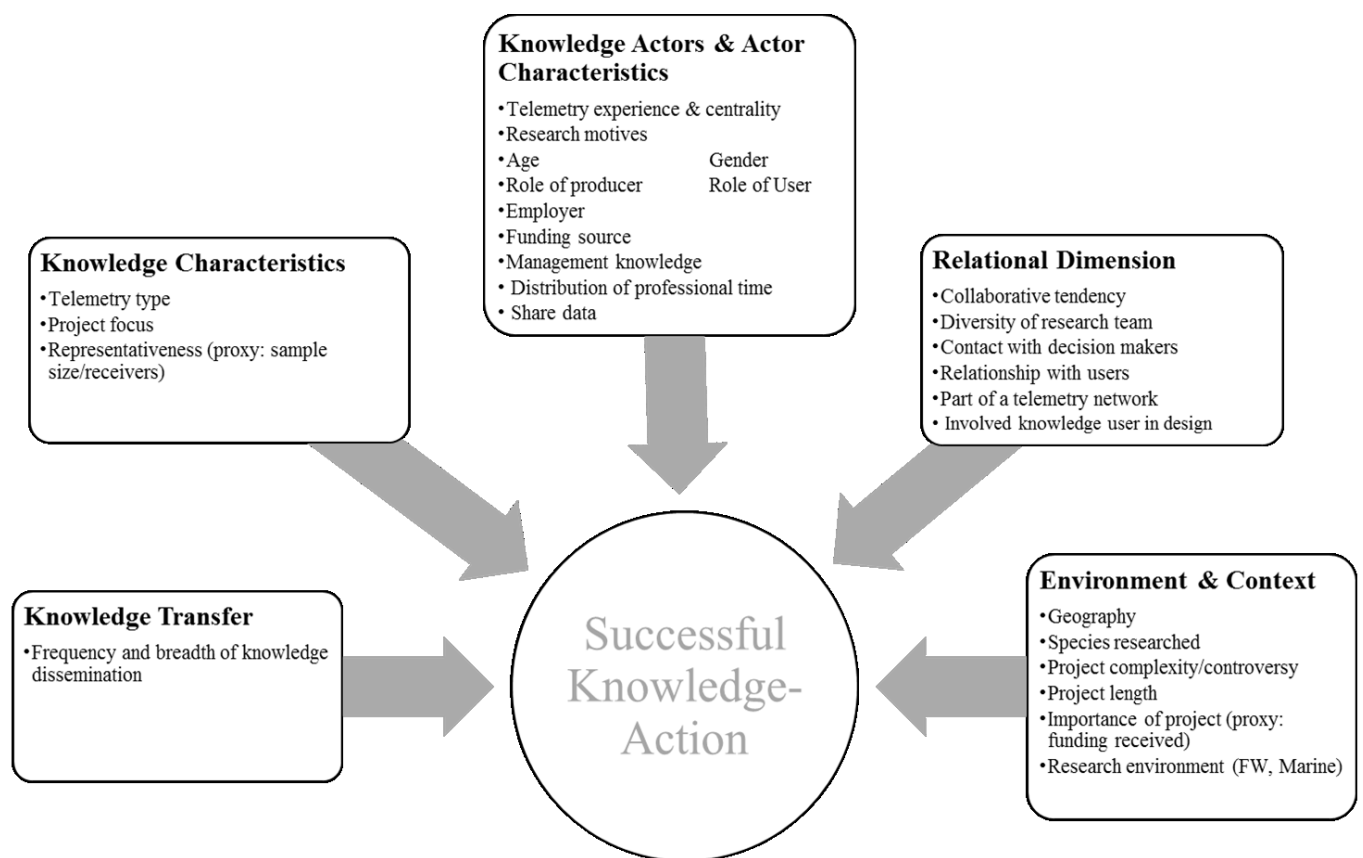 Knowledge Actors & Actor
Characteristics
•Telemetry experience & centrality
•Research motives
•Age Gender
•Role of producer Role of User
•Employer
•Funding source
•Management knowledge
• Distribution of professional time
• Share data
Knowledge Characteristics
•Telemetry type
•Project focus
•Representativeness (proxy: sample
size/receivers)
Relational Dimension
•Collaborative tendency
•Diversity of research team
•Contact with decision makers
•Relationship with users
•Part of a telemetry network
• Involved knowledge user in design
Knowledge Transfer
•Frequency and breadth of knowledge
dissemination
Successful
Knowledge-
Action
Environment & Context
•Geography
•Species researched
•Project complexity/controversy
•Project length
•Importance of project (proxy:
funding received)
•Research environment (FW, Marine)